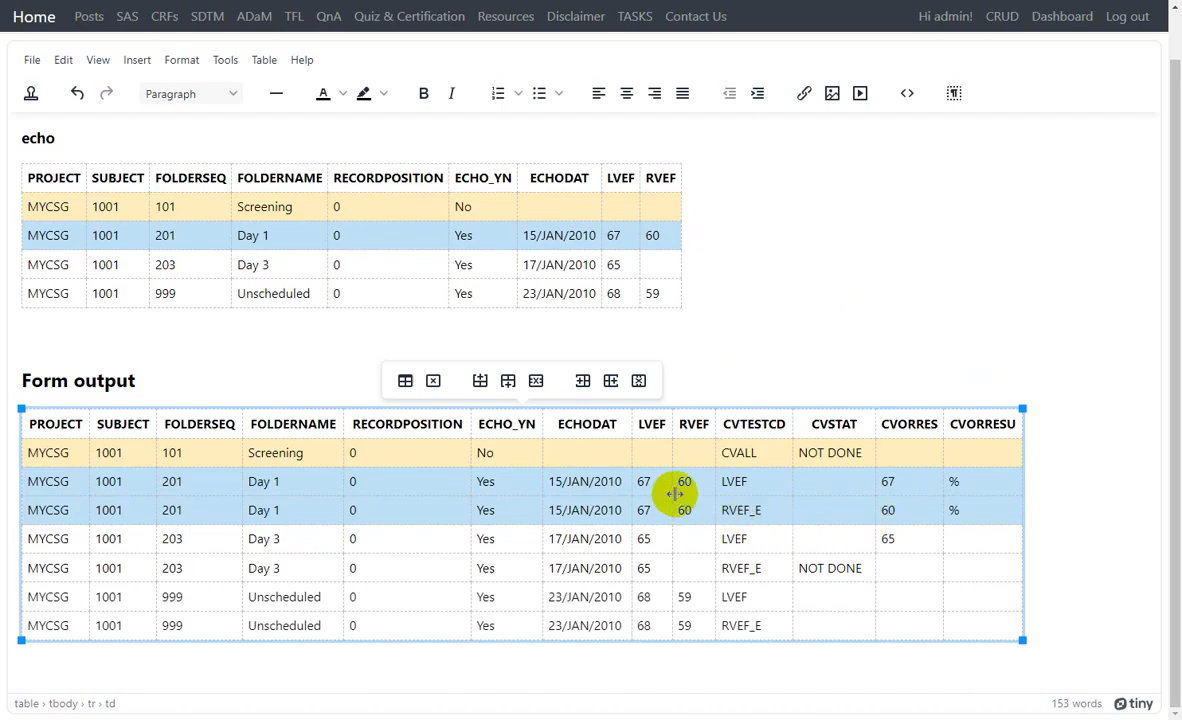 Home Posts SAS CRFs SDTM ADaM TFL QnA Quiz & Certification Resources Disclaimer TASKS Contact Us Hi admin! CRUD Dashboard Log out
File Edit View Insert Format Tools Table Help
Paragraph A B I
echo
PROJECT SUBJECT FOLDERSEQ FOLDERNAME RECORDPOSITION ECHO_YN ECHODAT LVEF RVEF
MYCSG 1001 101 Screening 0 No
MYCSG 1001 201 Day 1 0 Yes 15/JAN/2010 67 60
MYCSG 1001 203 Day 3 0 Yes 17/JAN/2010 65
MYCSG 1001 999 Unscheduled 0 Yes 23/JAN/2010 68 59
Form output
PROJECT SUBJECT FOLDERSEQ FOLDERNAME RECORDPOSITION ECHO_YN ECHODAT LVEF RVEF CVTESTCD CVSTAT CVORRES CVORRESU
MYCSG 1001 101 Screening 0 No CVALL NOT DONE
MYCSG 1001 201 Day 1 0 Yes 15/JAN/2010 67 60 LVEF 67 %
MYCSG 1001 201 Day 1 0 Yes 15/JAN/2010 67 60 RVEF_E 60 %
MYCSG 1001 203 Day 3 0 Yes 17/JAN/2010 65 LVEF 65
MYCSG 1001 203 Day 3 0 Yes 17/JAN/2010 65 RVEF_E NOT DONE
MYCSG 1001 999 Unscheduled 0 Yes 23/JAN/2010 68 59 LVEF
MYCSG 1001 999 Unscheduled 0 Yes 23/JAN/2010 68 59 RVEF_E
table › tbody › tr › td 153 words tiny